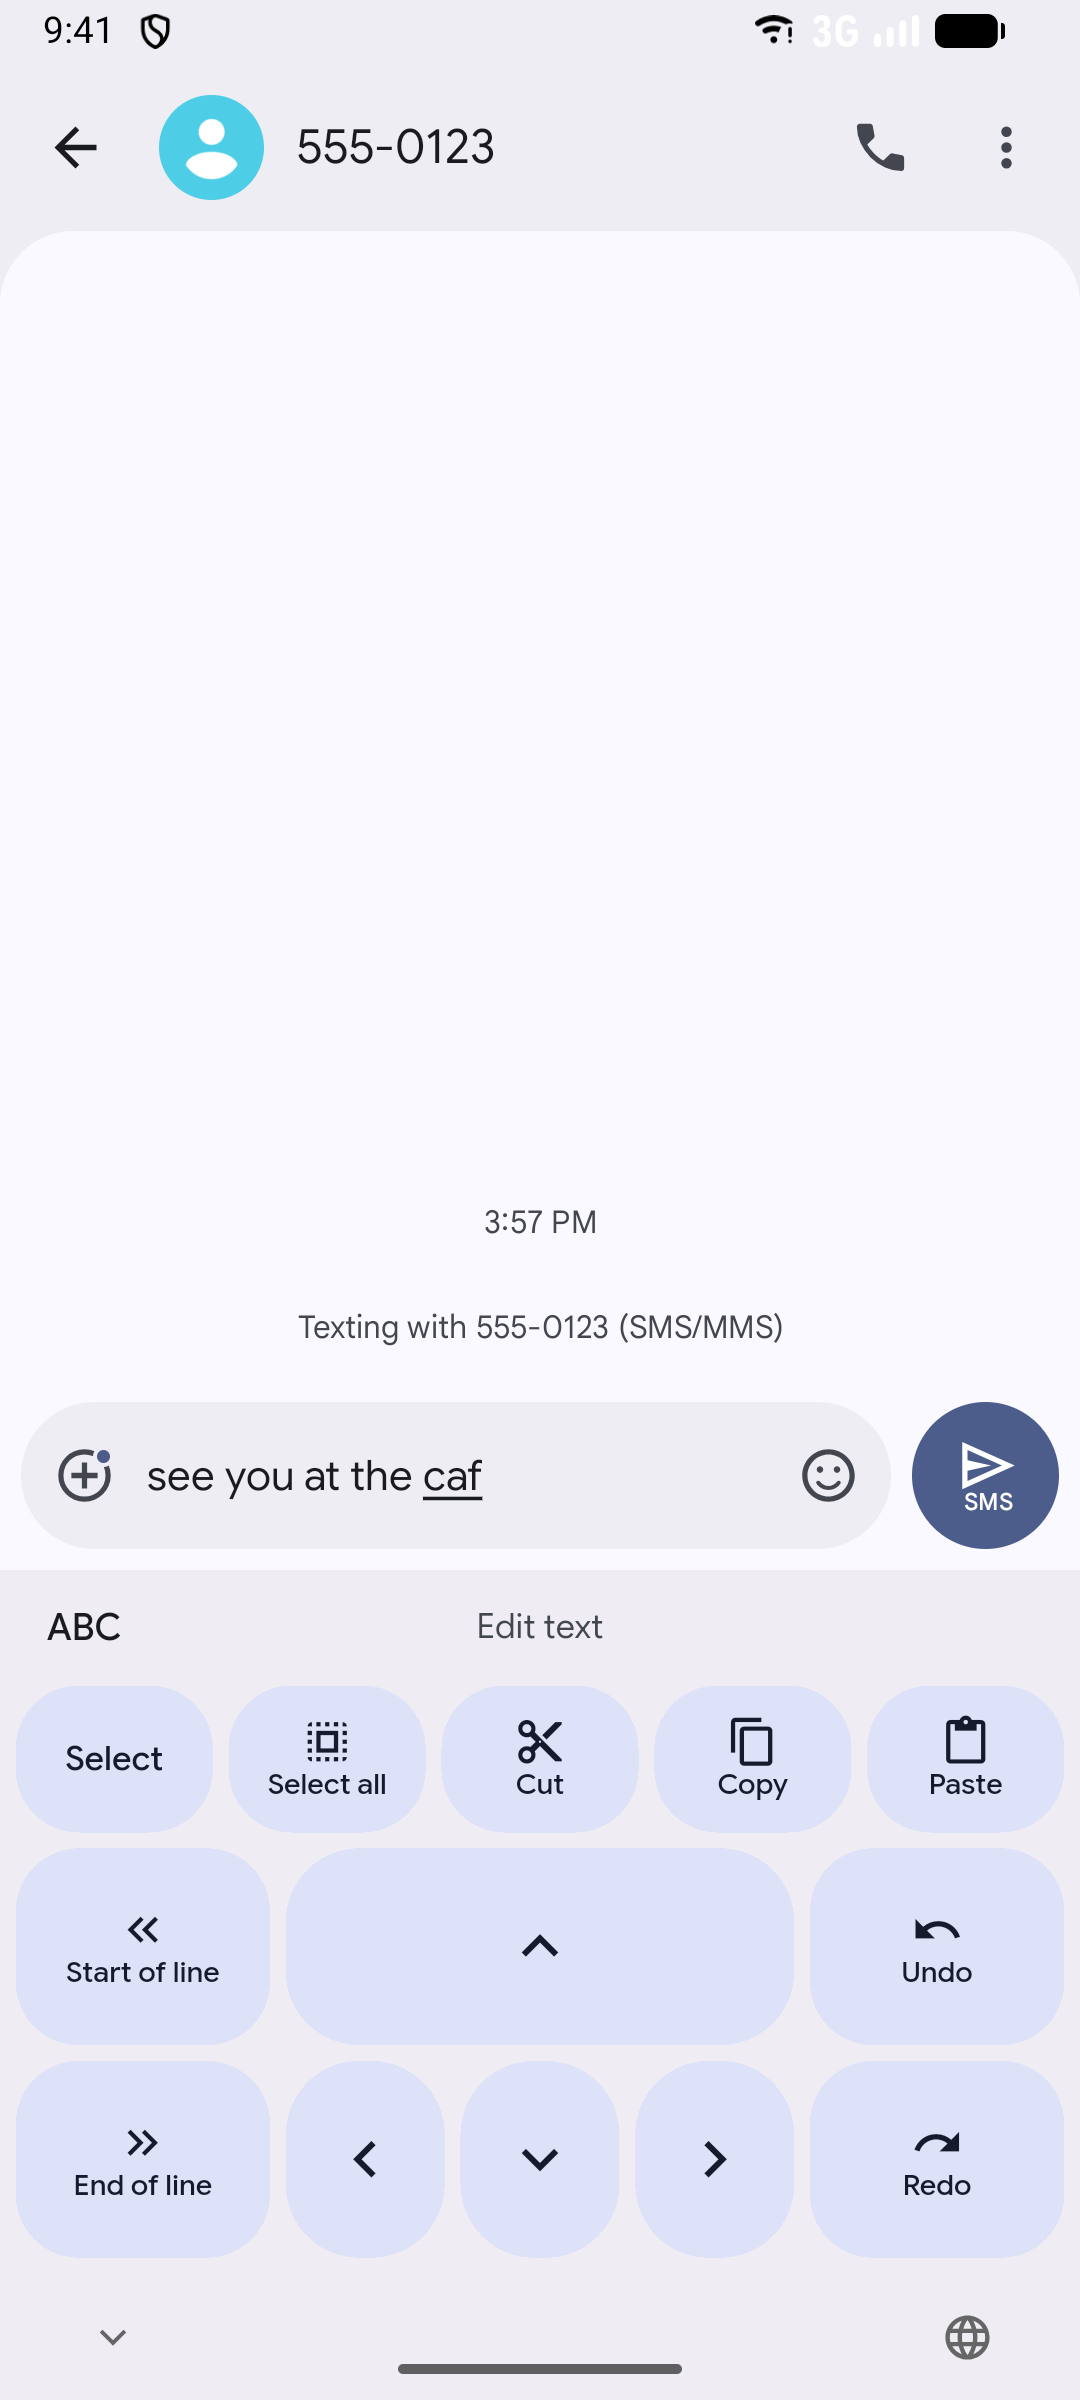 9:41
3G
555-0123
3:57 PM
Texting with 555-0123 (SMS/MMS)
see you at the caf
SMS
ABC
Edit text
Select
Select all
Cut
Copy
Paste
Start of line
Undo
End of line
Redo